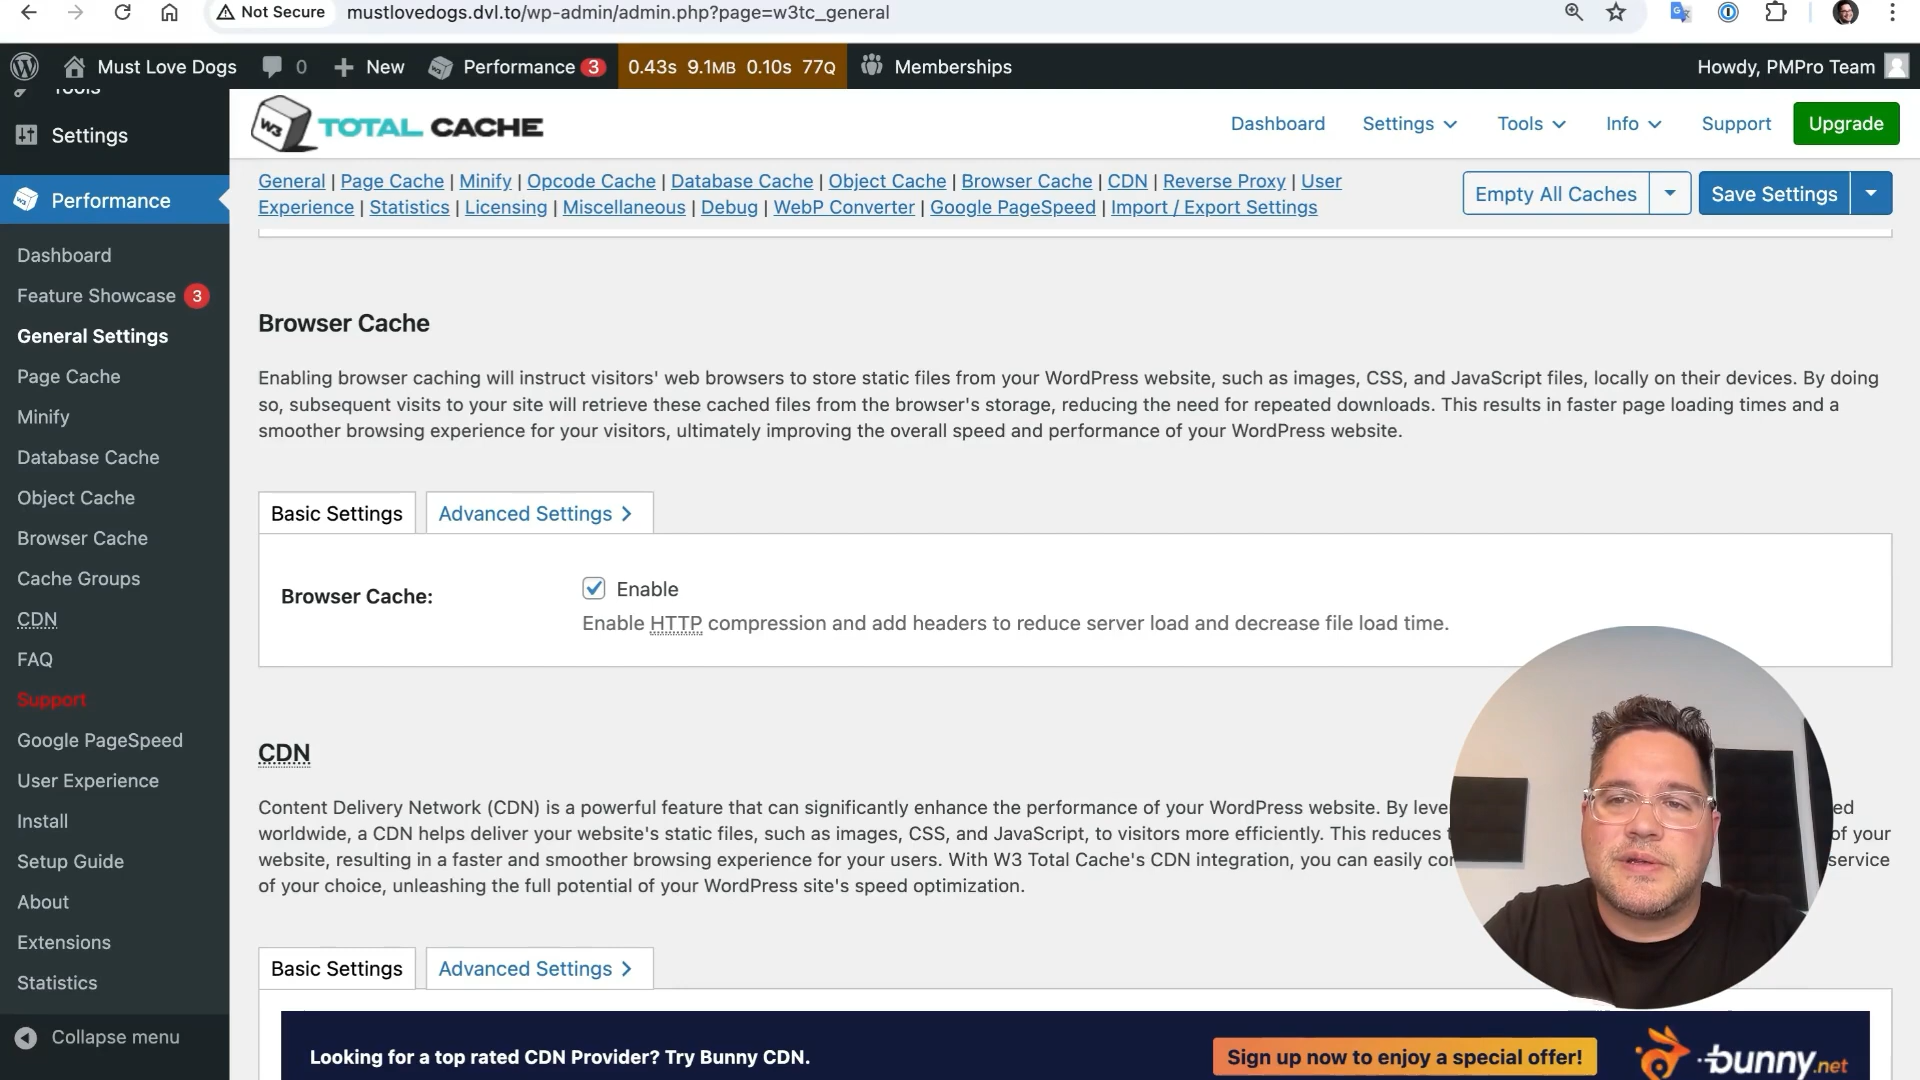 Not Secure mustlovedogs.dvl.to/wp-admin/admin.php?page=w3tc_general
Must Love Dogs 0 New Performance 3 0.43s 9.1MB 0.10s 77Q Memberships Howdy, PMPro Team
Tools
Settings
Performance
Dashboard
Feature Showcase 3
General Settings
Page Cache
Minify
Database Cache
Object Cache
Browser Cache
Cache Groups
CDN
FAQ
Support
Google PageSpeed
User Experience
Install
Setup Guide
About
Extensions
Statistics
Collapse menu
W3 TOTAL CACHE
Dashboard Settings Tools Info Support Upgrade
General | Page Cache | Minify | Opcode Cache | Database Cache | Object Cache | Browser Cache | CDN | Reverse Proxy | User
Experience | Statistics | Licensing | Miscellaneous | Debug | WebP Converter | Google PageSpeed | Import / Export Settings
Empty All Caches Save Settings
Browser Cache
Enabling browser caching will instruct visitors' web browsers to store static files from your WordPress website, such as images, CSS, and JavaScript files, locally on their devices. By doing
so, subsequent visits to your site will retrieve these cached files from the browser's storage, reducing the need for repeated downloads. This results in faster page loading times and a
smoother browsing experience for your visitors, ultimately improving the overall speed and performance of your WordPress website.
Basic Settings Advanced Settings
Browser Cache: Enable
Enable HTTP compression and add headers to reduce server load and decrease file load time.
CDN
Content Delivery Network (CDN) is a powerful feature that can significantly enhance the performance of your WordPress website. By leve ed
worldwide, a CDN helps deliver your website's static files, such as images, CSS, and JavaScript, to visitors more efficiently. This reduces of your
website, resulting in a faster and smoother browsing experience for your users. With W3 Total Cache's CDN integration, you can easily service
of your choice, unleashing the full potential of your WordPress site's speed optimization.
Basic Settings Advanced Settings
Looking for a top rated CDN Provider? Try Bunny CDN. Sign up now to enjoy a special offer! bunny.net